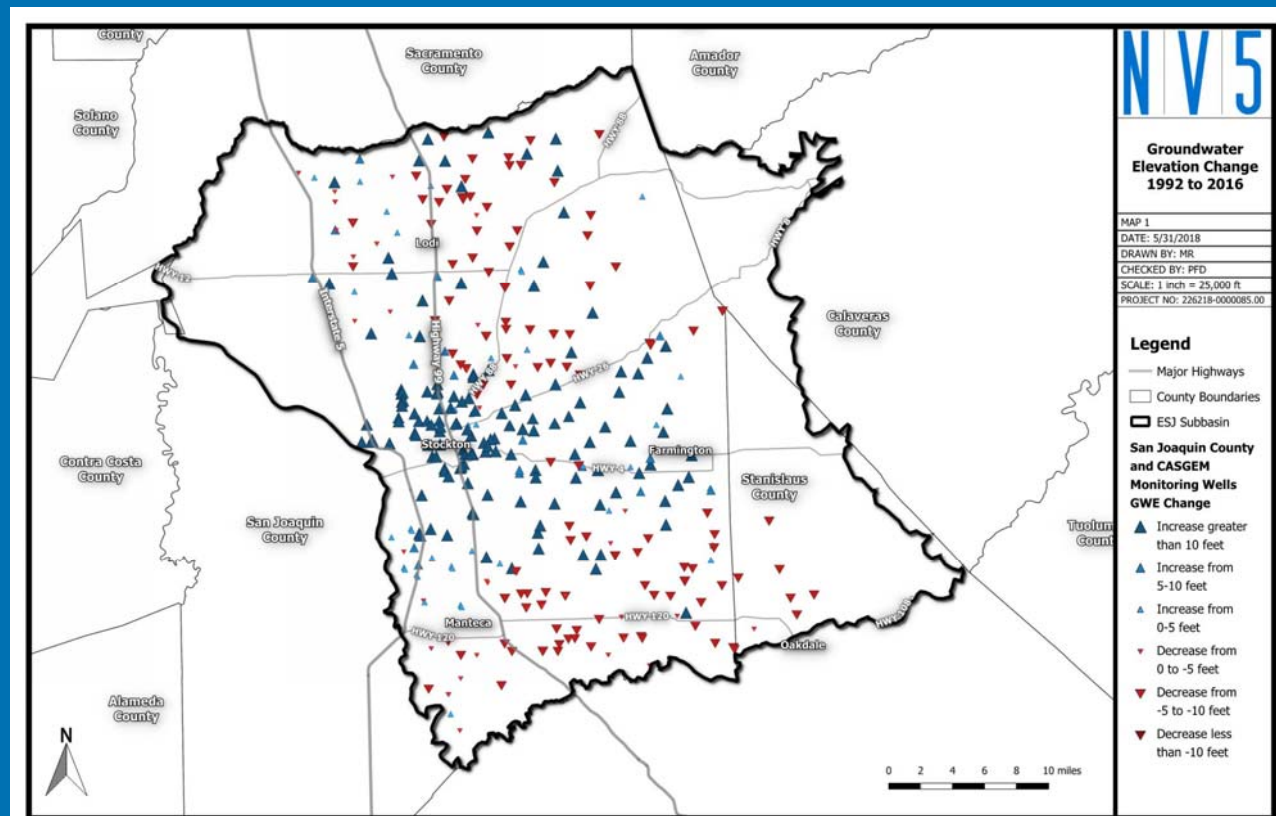 County
Sacramento
County
Amador
County
Solano
County
HWY-88
Lodi
HWY-12
Interstate 5
Highway 99
HWY-88
HWY-26
Calaveras
County
Stockton
Farmington
HWY-4
Contra Costa
County
Stanislaus
County
San Joaquin
County
Tuolum
Count
HWY-120
Manteca
HWY-120
Oakdale
HWY-108
Alameda
County
N
0 2 4 6 8 10 miles
NV5
Groundwater
Elevation Change
1992 to 2016
MAP 1
DATE: 5/31/2018
DRAWN BY: MR
CHECKED BY: PFD
SCALE: 1 inch = 25,000 ft
PROJECT NO: 226218-0000085.00
Legend
Major Highways
County Boundaries
ESJ Subbasin
San Joaquin County
and CASGEM
Monitoring Wells
GWE Change
Increase greater
than 10 feet
Increase from
5-10 feet
Increase from
0-5 feet
Decrease from
0 to -5 feet
Decrease from
-5 to -10 feet
Decrease less
than -10 feet